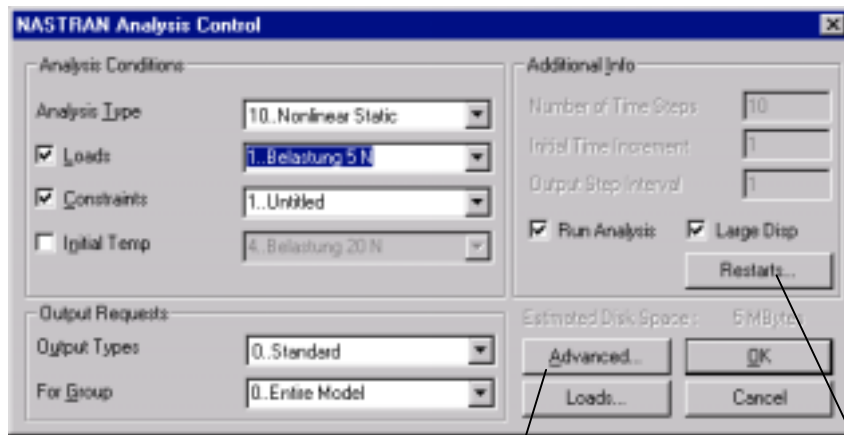 NASTRAN Analysis Control
Analysis Conditions
Analysis Type
10..Nonlinear Static
Loads
1..Belastung 5 N
Constraints
1..Untitled
Initial Temp
4..Belastung 20 N
Output Requests
Output Types
0..Standard
For Group
0..Entire Model
Additional Info
Number of Time Steps
10
Initial Time Increment
1
Output Step Interval
1
Run Analysis
Large Disp
Restarts...
Estimated Disk Space:
5 MBytes
Advanced...
OK
Loads...
Cancel